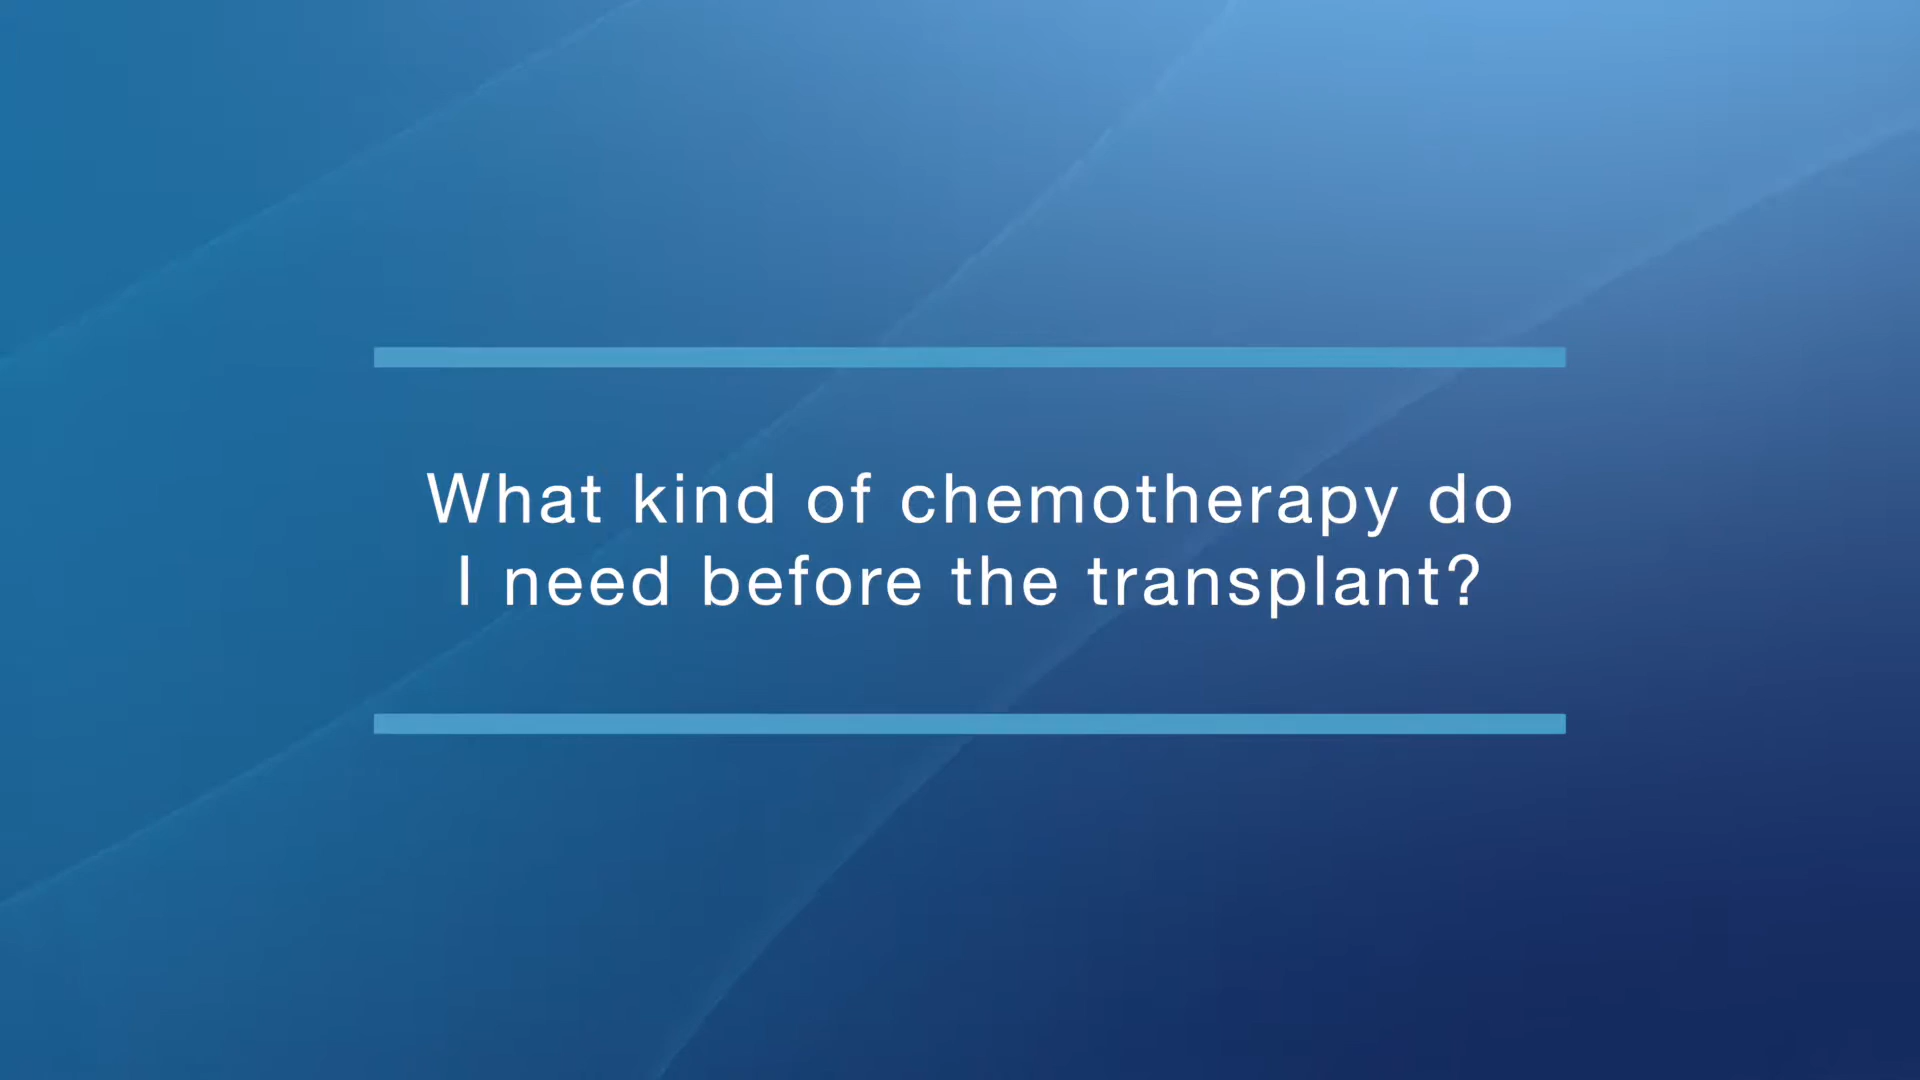 What kind of chemotherapy do
I need before the transplant?